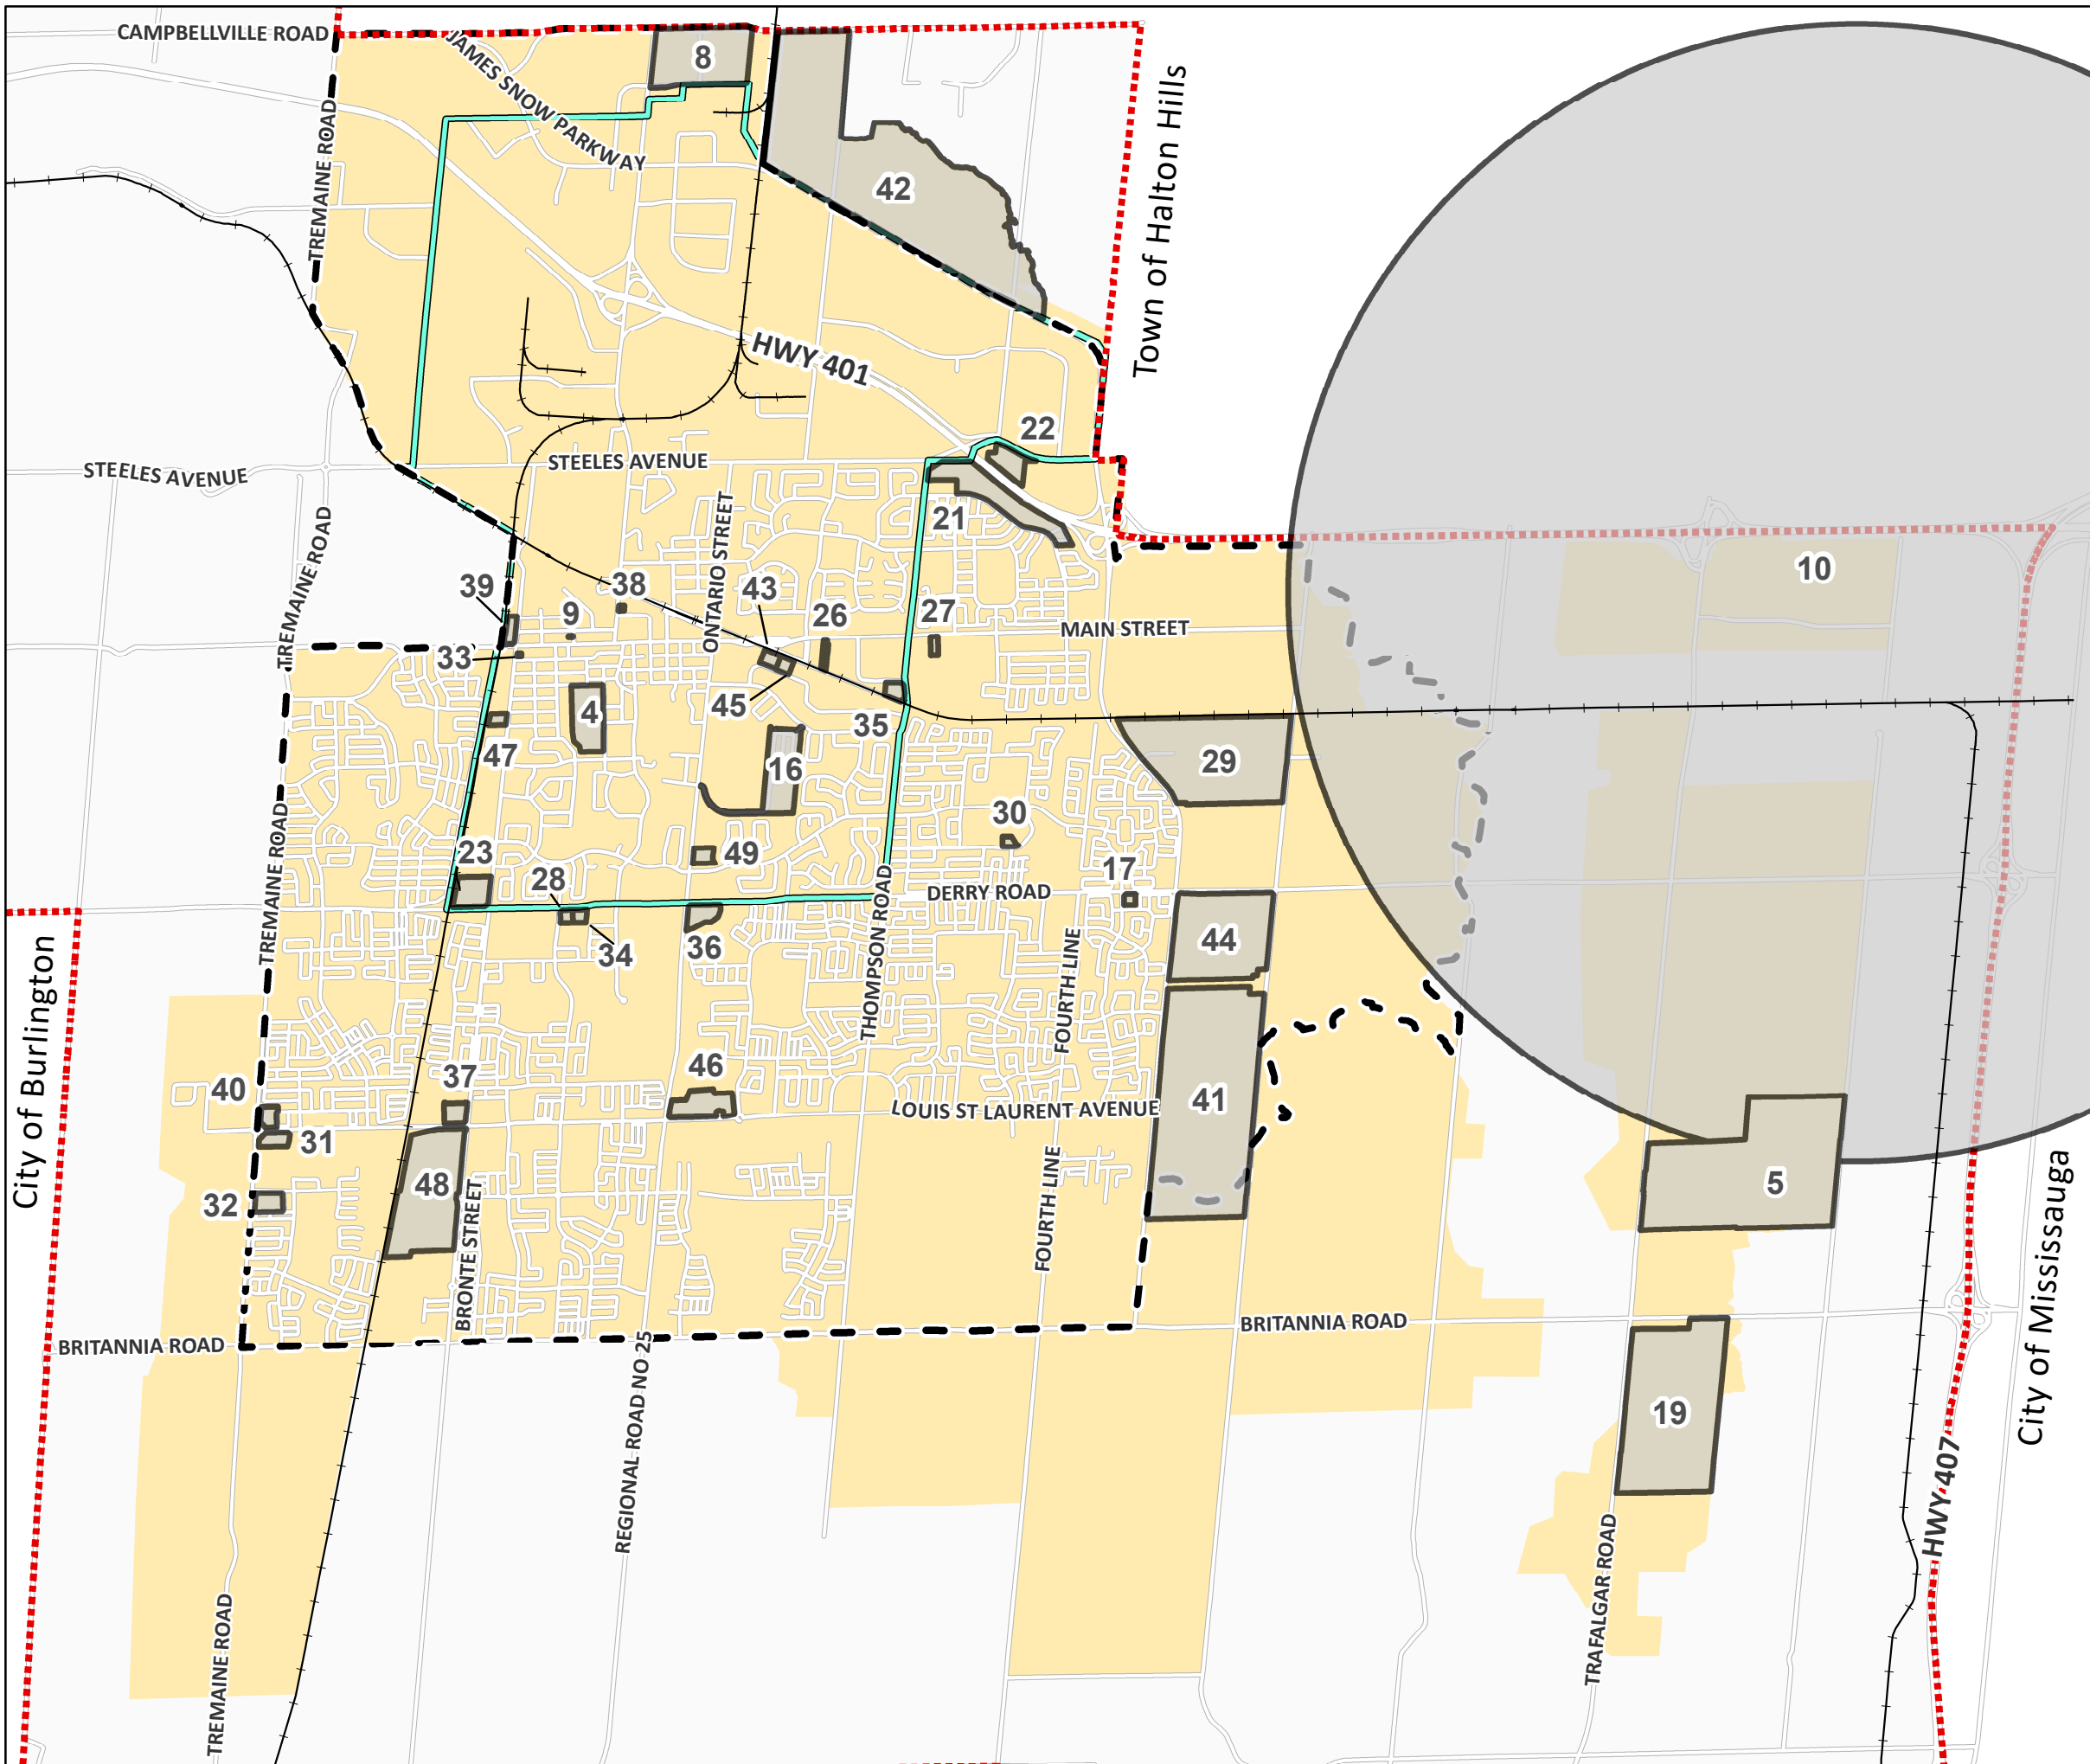 CAMPBELLVILLE ROAD
8
JAMES SNOW PARKWAY
TREMAINE ROAD
42
Town of Halton Hills
HWY 401
22
STEELES AVENUE
STEELES AVENUE
21
ONTARIO STREET
TREMAINE ROAD
10
39
38
43
9
26
27
MAIN STREET
33
45
4
35
47
16
29
30
TREMAINE ROAD
23
49
28
17
DERRY ROAD
THOMPSON ROAD
34
36
44
FOURTH LINE
City of Burlington
40
37
46
41
LOUIS ST LAURENT AVENUE
31
48
32
5
FOURTH LINE
BRONTE STREET
City of Mississauga
BRITANNIA ROAD
BRITANNIA ROAD
REGIONAL ROAD NO 25
19
HWY 407
TRAFALGAR ROAD
TREMAINE ROAD